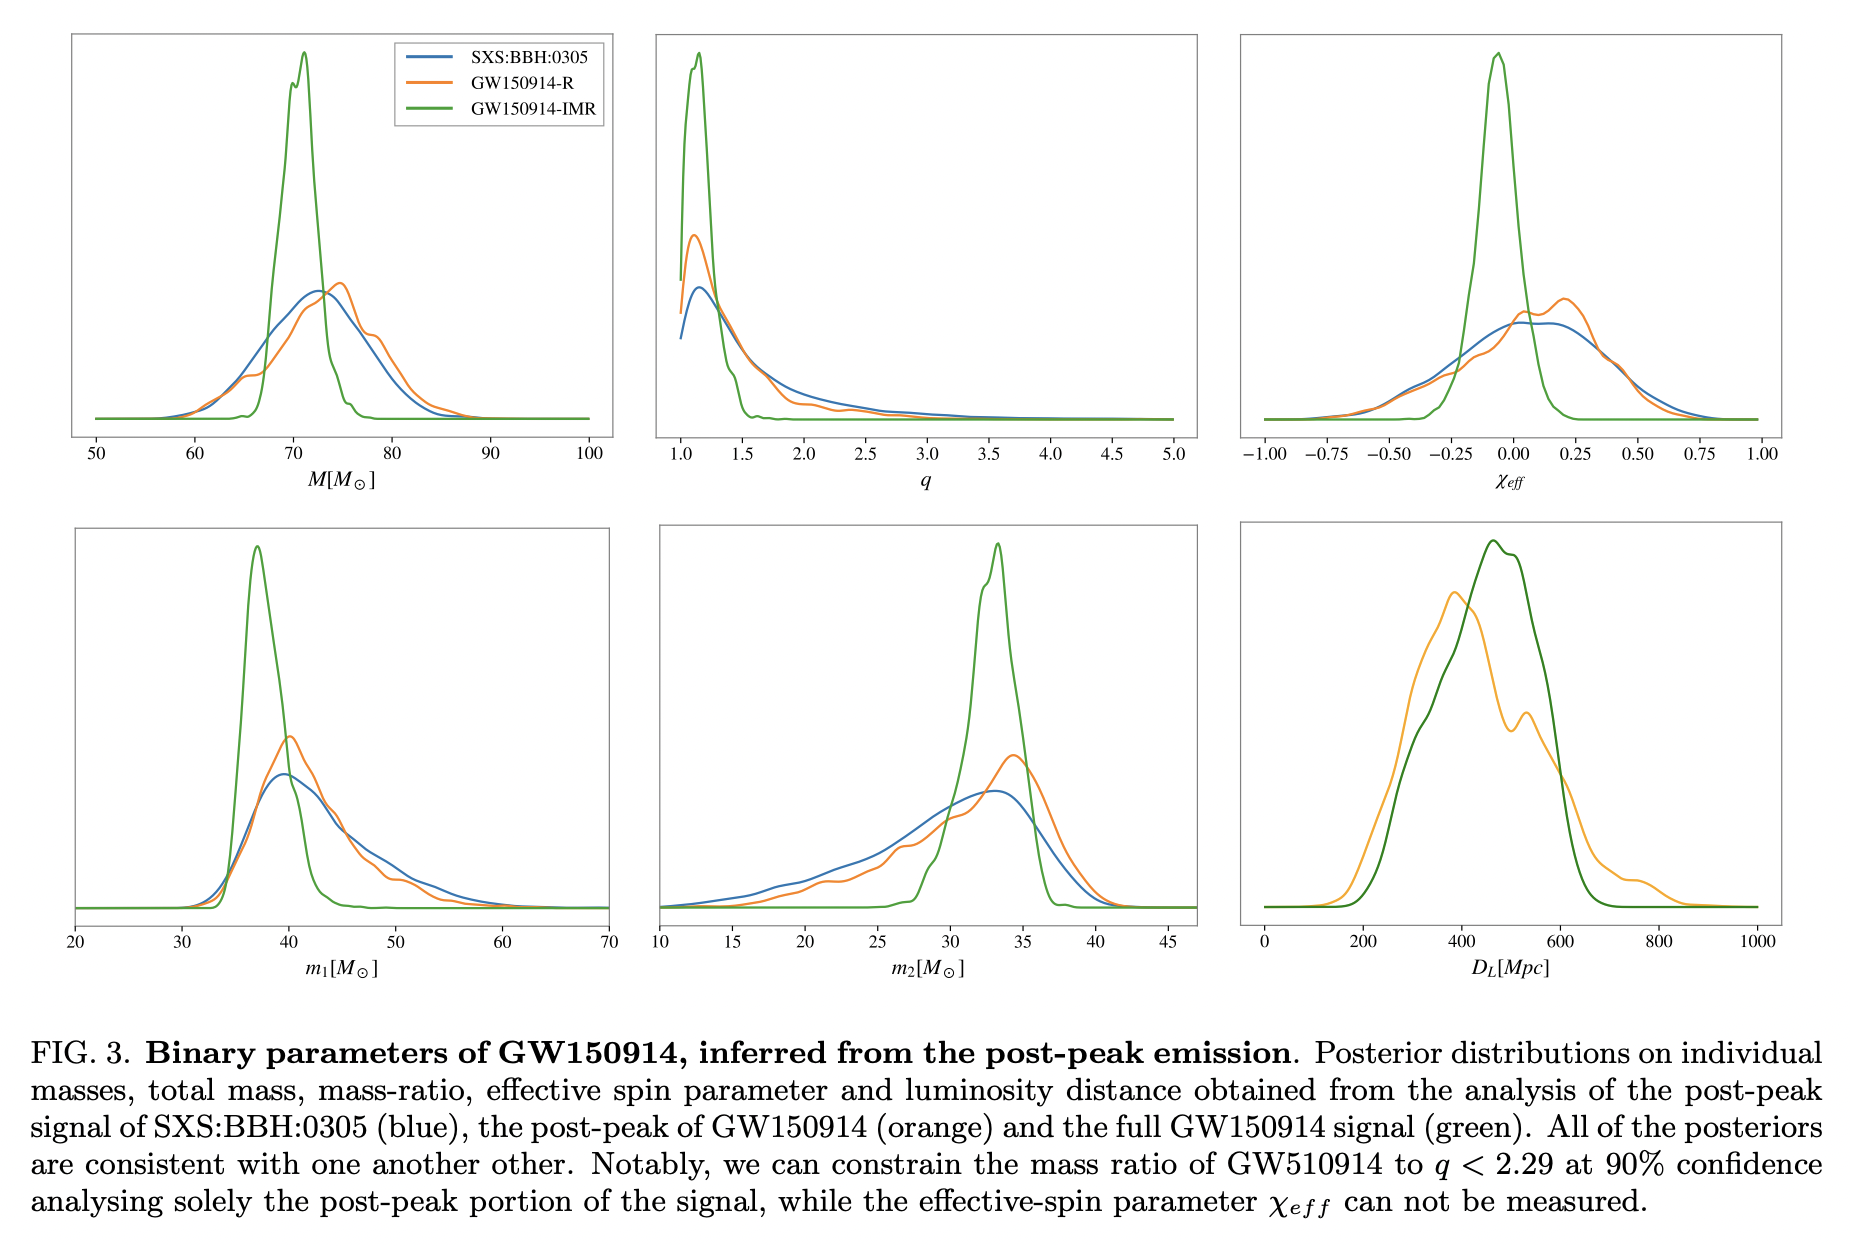 SXS:BBH:0305
GW150914-R
GW150914-IMR
50 60 70 80 90 100
M[M⊙]
1.0 1.5 2.0 2.5 3.0 3.5 4.0 4.5 5.0
q
−1.00 −0.75 −0.50 −0.25 0.00 0.25 0.50 0.75 1.00
χeff
20 30 40 50 60 70
m1[M⊙]
10 15 20 25 30 35 40 45
m2[M⊙]
0 200 400 600 800 1000
DL[Mpc]
FIG. 3. Binary parameters of GW150914, inferred from the post-peak emission. Posterior distributions on individual
masses, total mass, mass-ratio, effective spin parameter and luminosity distance obtained from the analysis of the post-peak
signal of SXS:BBH:0305 (blue), the post-peak of GW150914 (orange) and the full GW150914 signal (green). All of the posteriors
are consistent with one another other. Notably, we can constrain the mass ratio of GW510914 to q < 2.29 at 90% confidence
analysing solely the post-peak portion of the signal, while the effective-spin parameter χeff can not be measured.